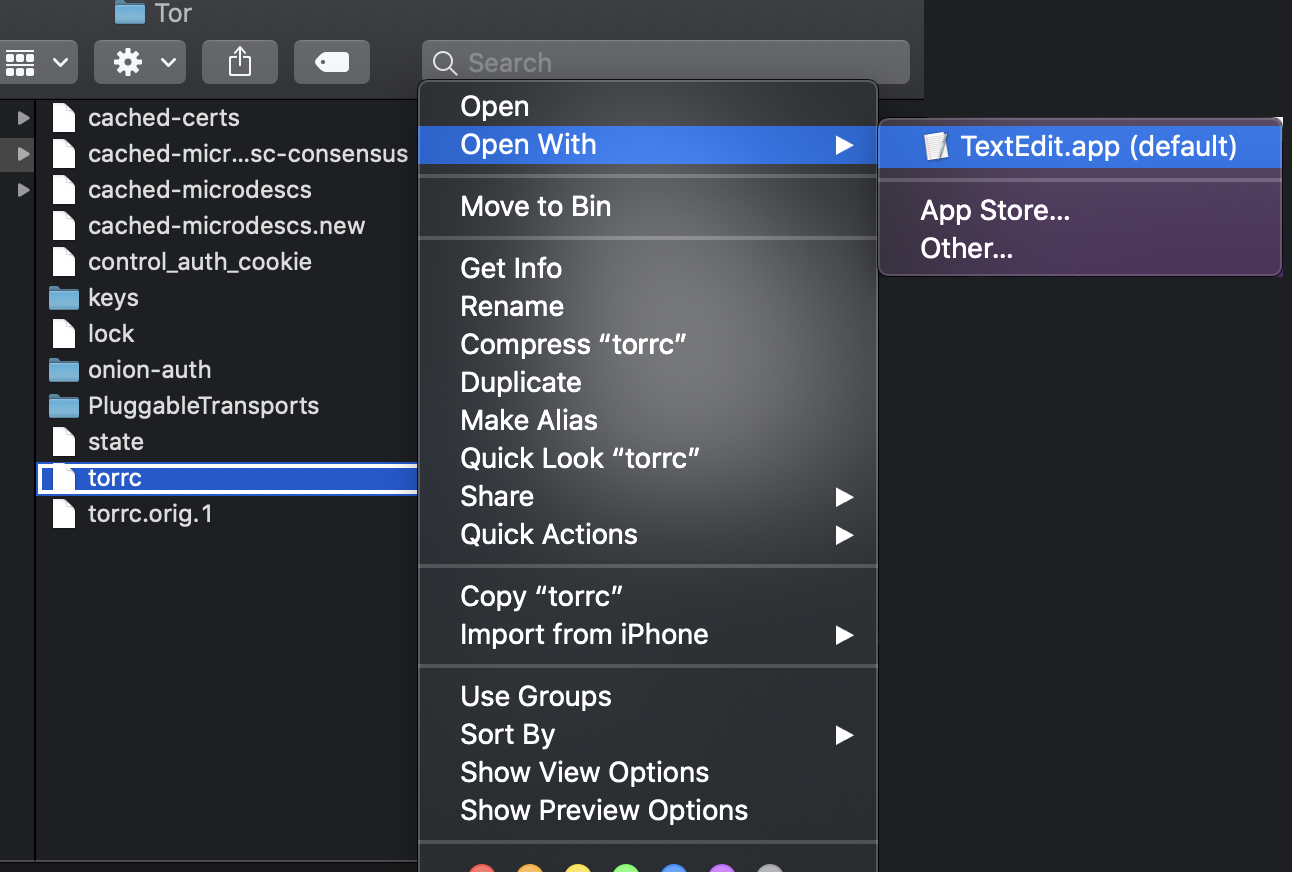 Tor
Search
cached-certs
cached-micr...sc-consensus
cached-microdescs
cached-microdescs.new
control_auth_cookie
keys
lock
onion-auth
PluggableTransports
state
torrc
torrc.orig.1
Open
Open With
Move to Bin
Get Info
Rename
Compress “torrc”
Duplicate
Make Alias
Quick Look “torrc”
Share
Quick Actions
Copy “torrc”
Import from iPhone
Use Groups
Sort By
Show View Options
Show Preview Options
TextEdit.app (default)
App Store...
Other...